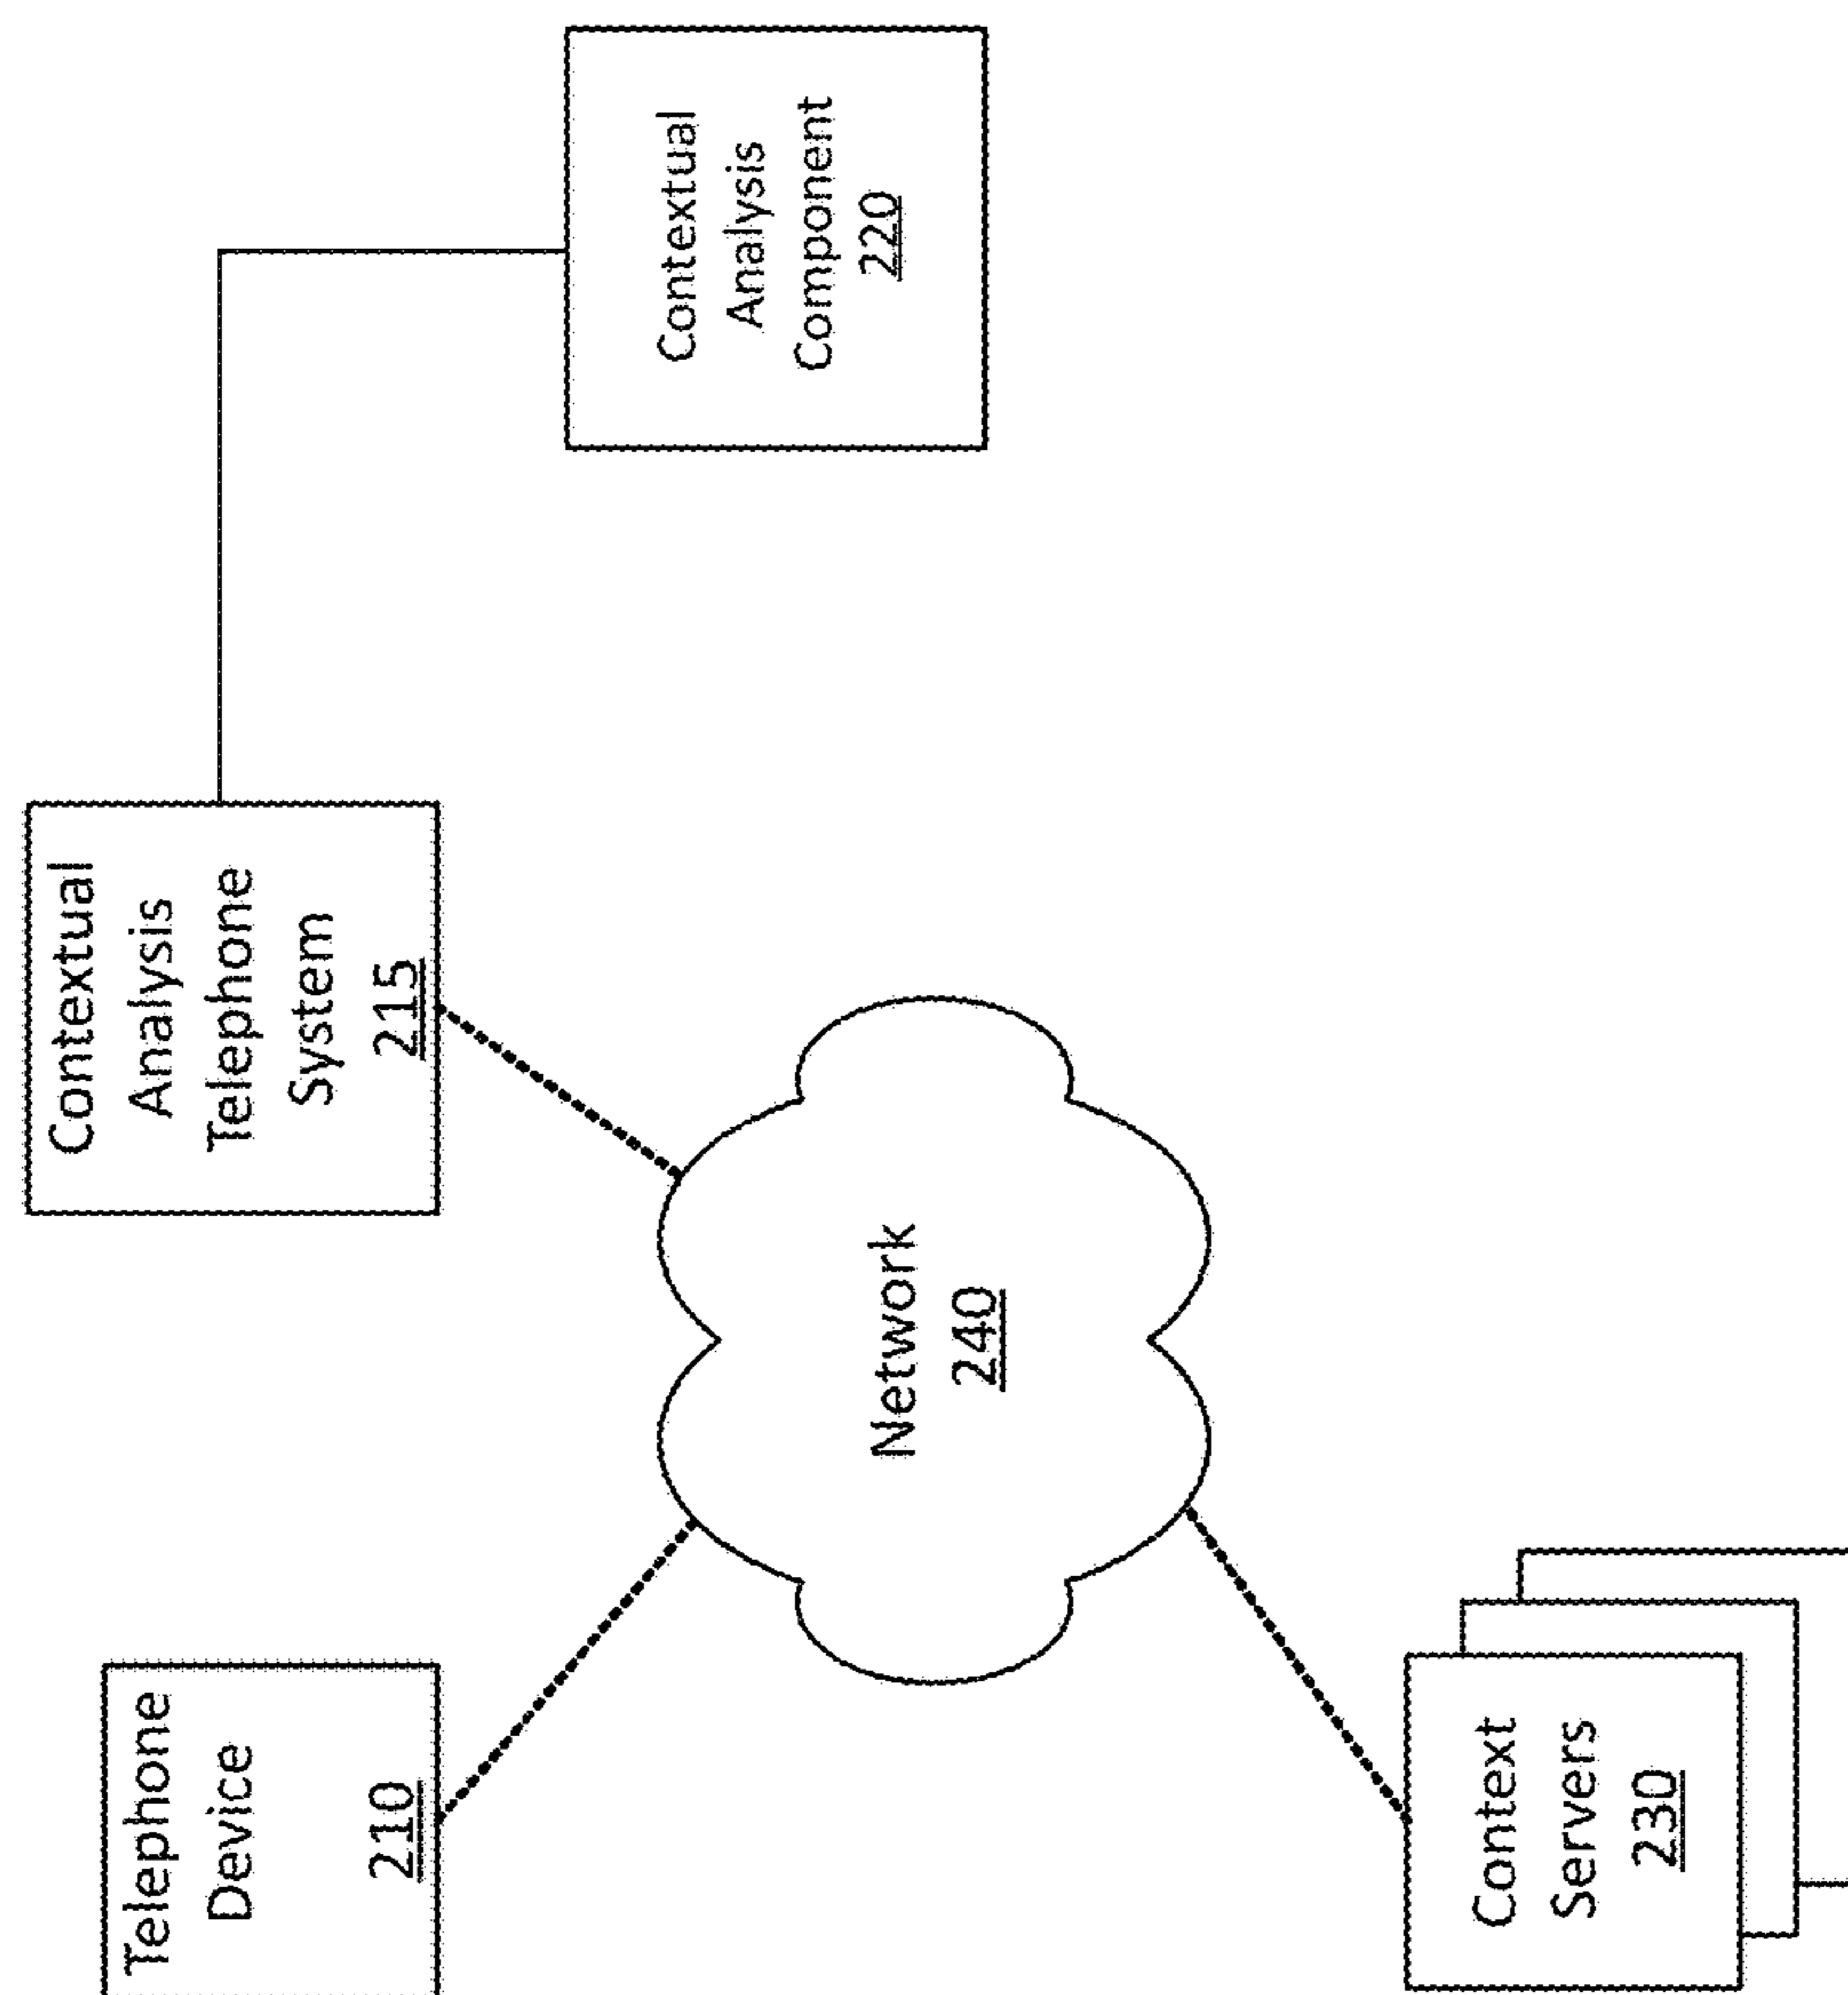 Telephone
Device
210
Contextual
Analysis
Telephone
System
215
Contextual
Analysis
Component
220
Network
240
Context
Servers
230